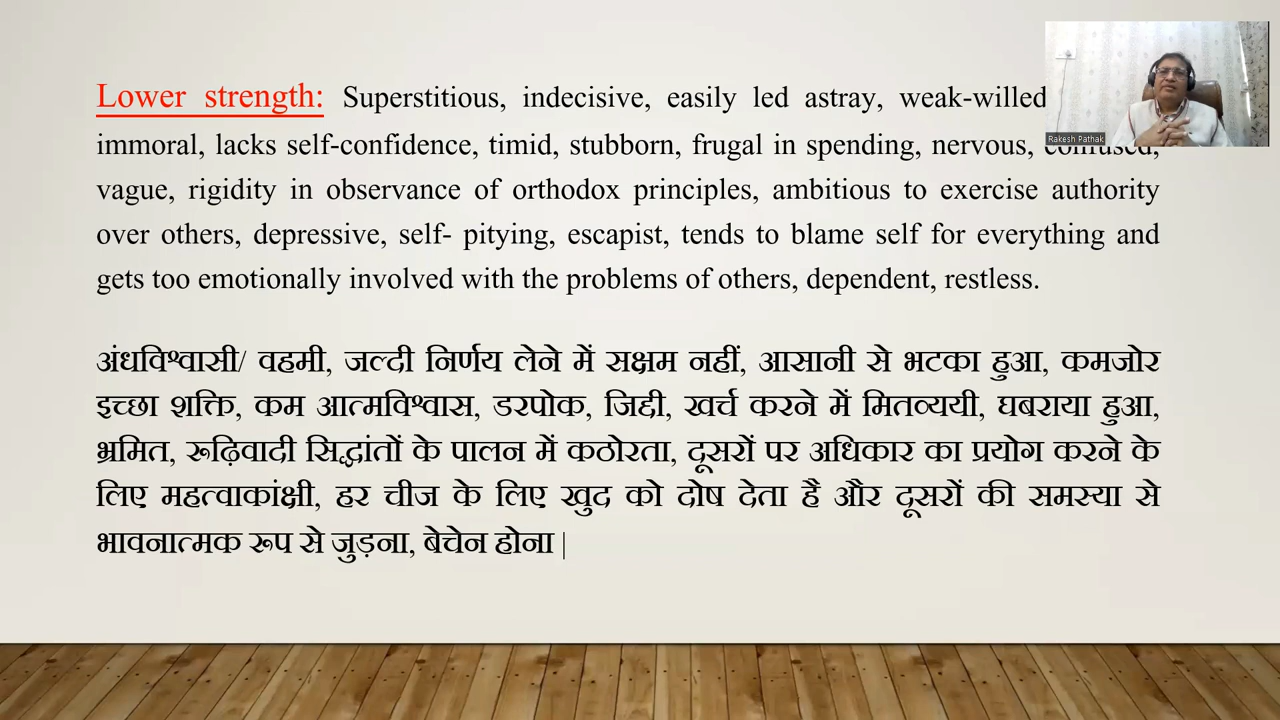 Lower strength: Superstitious, indecisive, easily led astray, weak-willed
Rakesh Pathak
immoral, lacks self-confidence, timid, stubborn, frugal in spending, nervous, confused,
vague, rigidity in observance of orthodox principles, ambitious to exercise authority
over others, depressive, self- pitying, escapist, tends to blame self for everything and
gets too emotionally involved with the problems of others, dependent, restless.
अंधविश्वासी/ वहमी, जल्दी निर्णय लेने में सक्षम नहीं, आसानी से भटका हुआ, कमजोर
इच्छा शक्ति, कम आत्मविश्वास, डरपोक, जिद्दी, खर्च करने में मितव्ययी, घबराया हुआ,
भ्रमित, रूढ़िवादी सिद्धांतों के पालन में कठोरता, दूसरों पर अधिकार का प्रयोग करने के
लिए महत्वाकांक्षी, हर चीज के लिए खुद को दोष देता है और दूसरों की समस्या से
भावनात्मक रूप से जुड़ना, बेचेन होना |